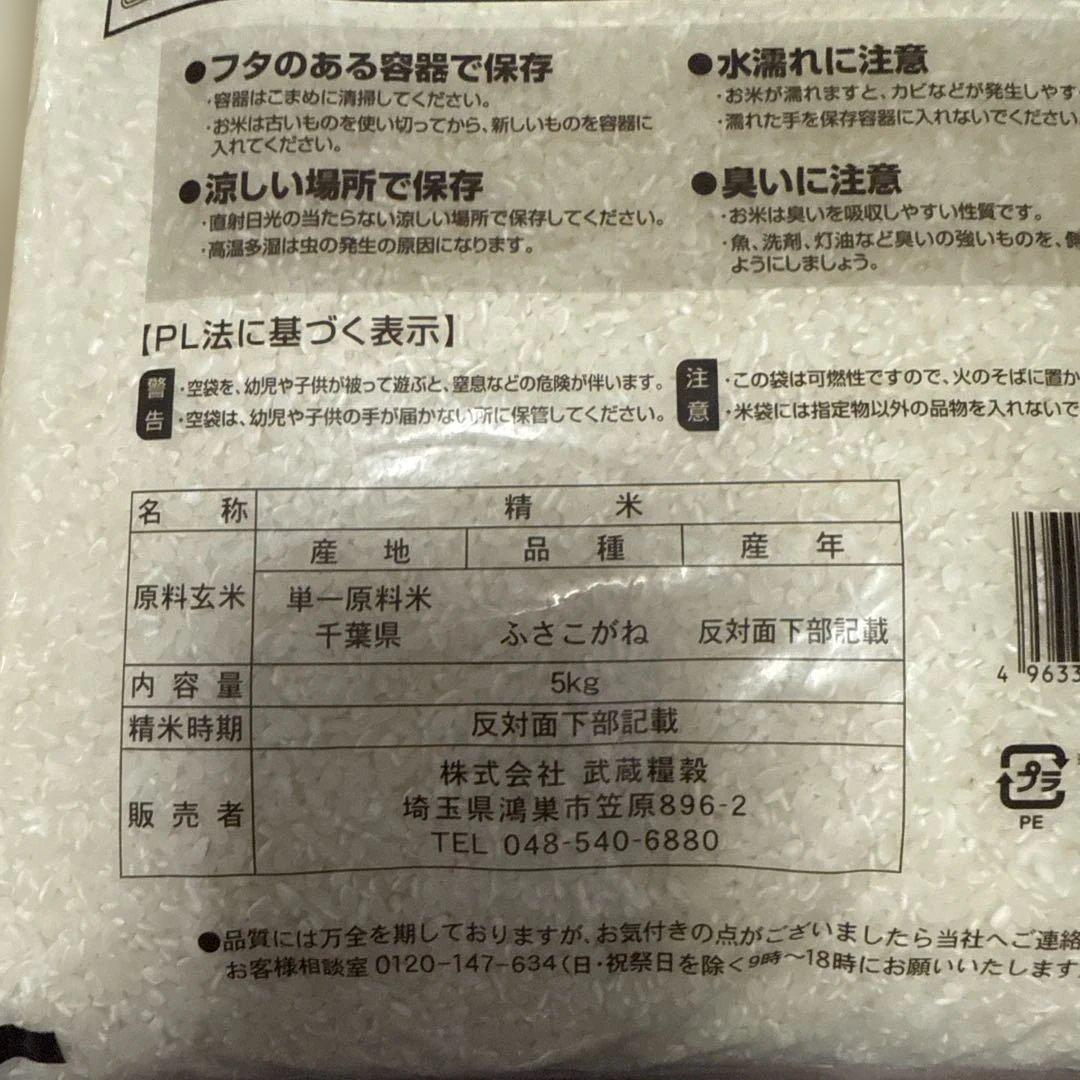 ●フタのある容器で保存
・容器はこまめに清掃してください。
・お米は古いものを使い切ってから、新しいものを容器に
入れてください。
●涼しい場所で保存
・直射日光の当たらない涼しい場所で保存してください。
・高温多湿は虫の発生の原因になります。
●水濡れに注意
・お米が濡れますと、カビなどが発生しやす
・濡れた手を保存容器に入れないでください
●臭いに注意
・お米は臭いを吸収しやすい性質です。
・魚、洗剤、灯油など臭いの強いものを、側
ようにしましょう。
【PL法に基づく表示】
警告
・空袋を、幼児や子供が被って遊ぶと、窒息などの危険が伴います。
・空袋は、幼児や子供の手が届かない所に保管してください。
注意
・この袋は可燃性ですので、火のそばに置か
・米袋には指定物以外の品物を入れないで
名称 精米
原料玄米
産地 品種 産年
単一原料米
千葉県 ふさこがね 反対面下部記載
内容量 5kg
精米時期 反対面下部記載
販売者
株式会社 武蔵糧穀
埼玉県鴻巣市笠原896-2
TEL 048-540-6880
4 9633
プラ
PE
●品質には万全を期しておりますが、お気付きの点がございましたら当社へご連絡
お客様相談室 0120-147-634(日・祝祭日を除く9時〜18時にお願いいたします